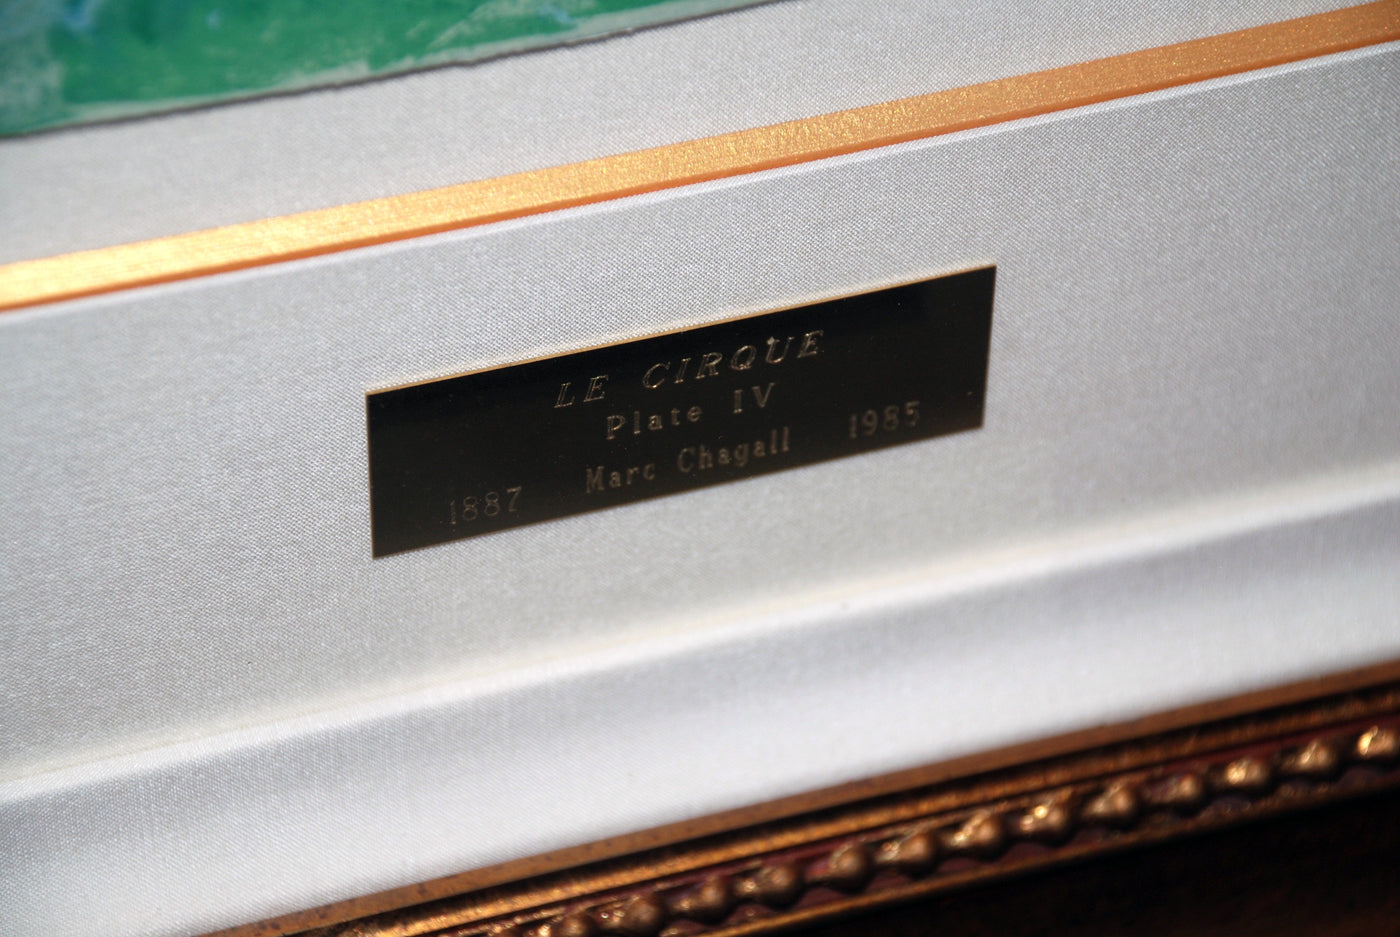 LE CIRQUE
Plate IV
1887 Marc Chagall 1985